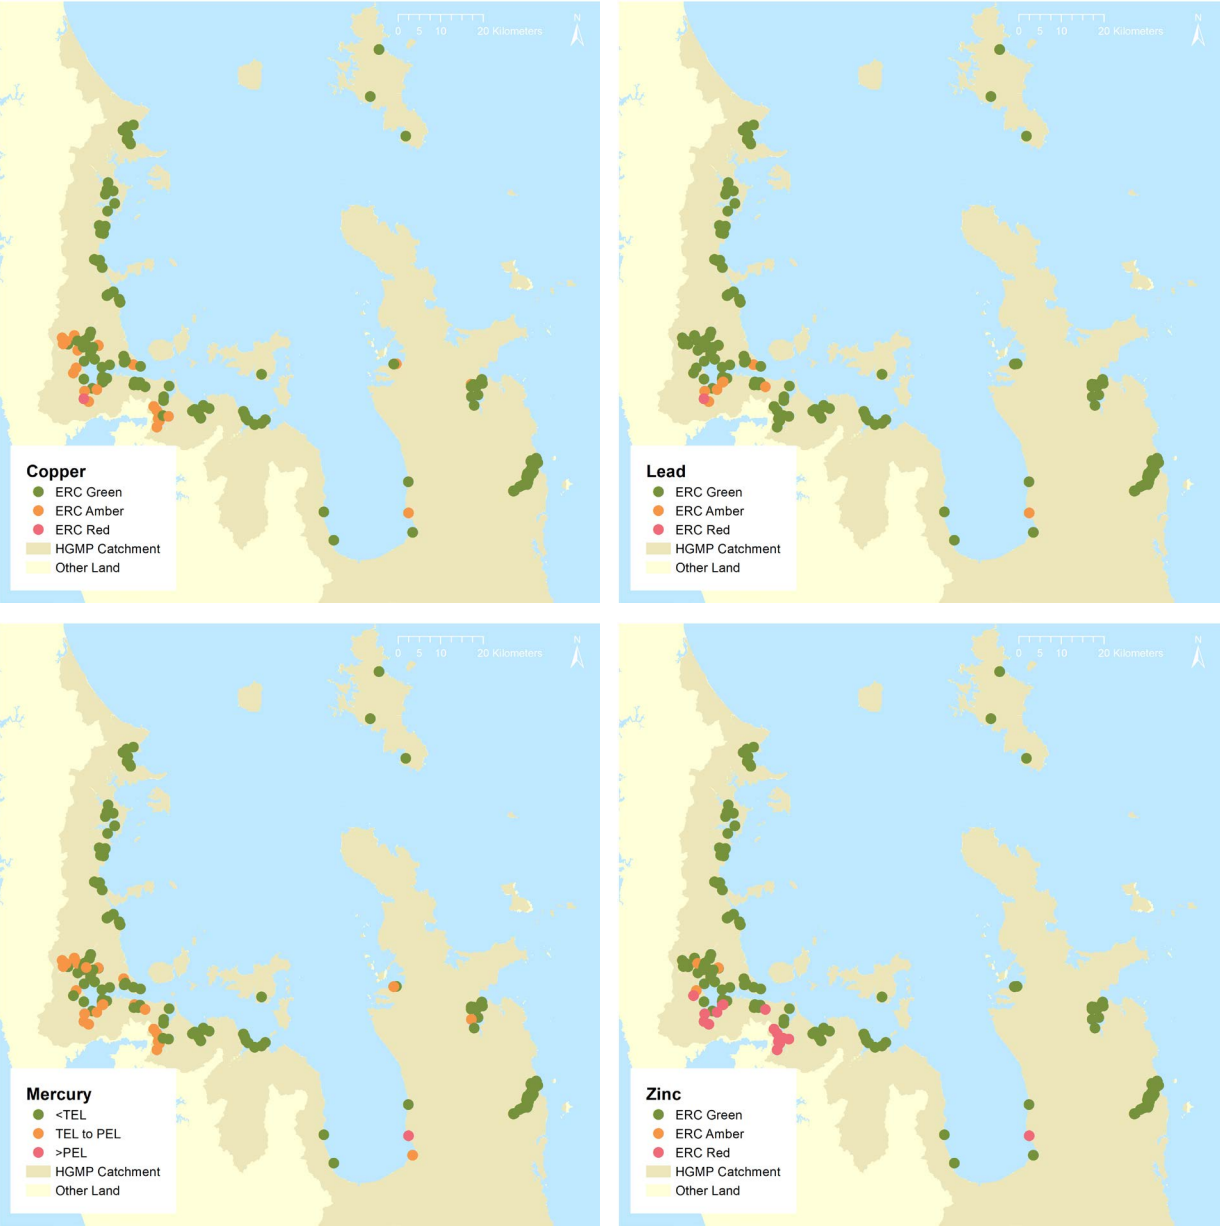 N
0 5 10 20 Kilometers
Copper
ERC Green
ERC Amber
ERC Red
HGMP Catchment
Other Land
N
0 5 10 20 Kilometers
Lead
ERC Green
ERC Amber
ERC Red
HGMP Catchment
Other Land
N
0 5 10 20 Kilometers
Mercury
<TEL
TEL to PEL
>PEL
HGMP Catchment
Other Land
N
0 5 10 20 Kilometers
Zinc
ERC Green
ERC Amber
ERC Red
HGMP Catchment
Other Land